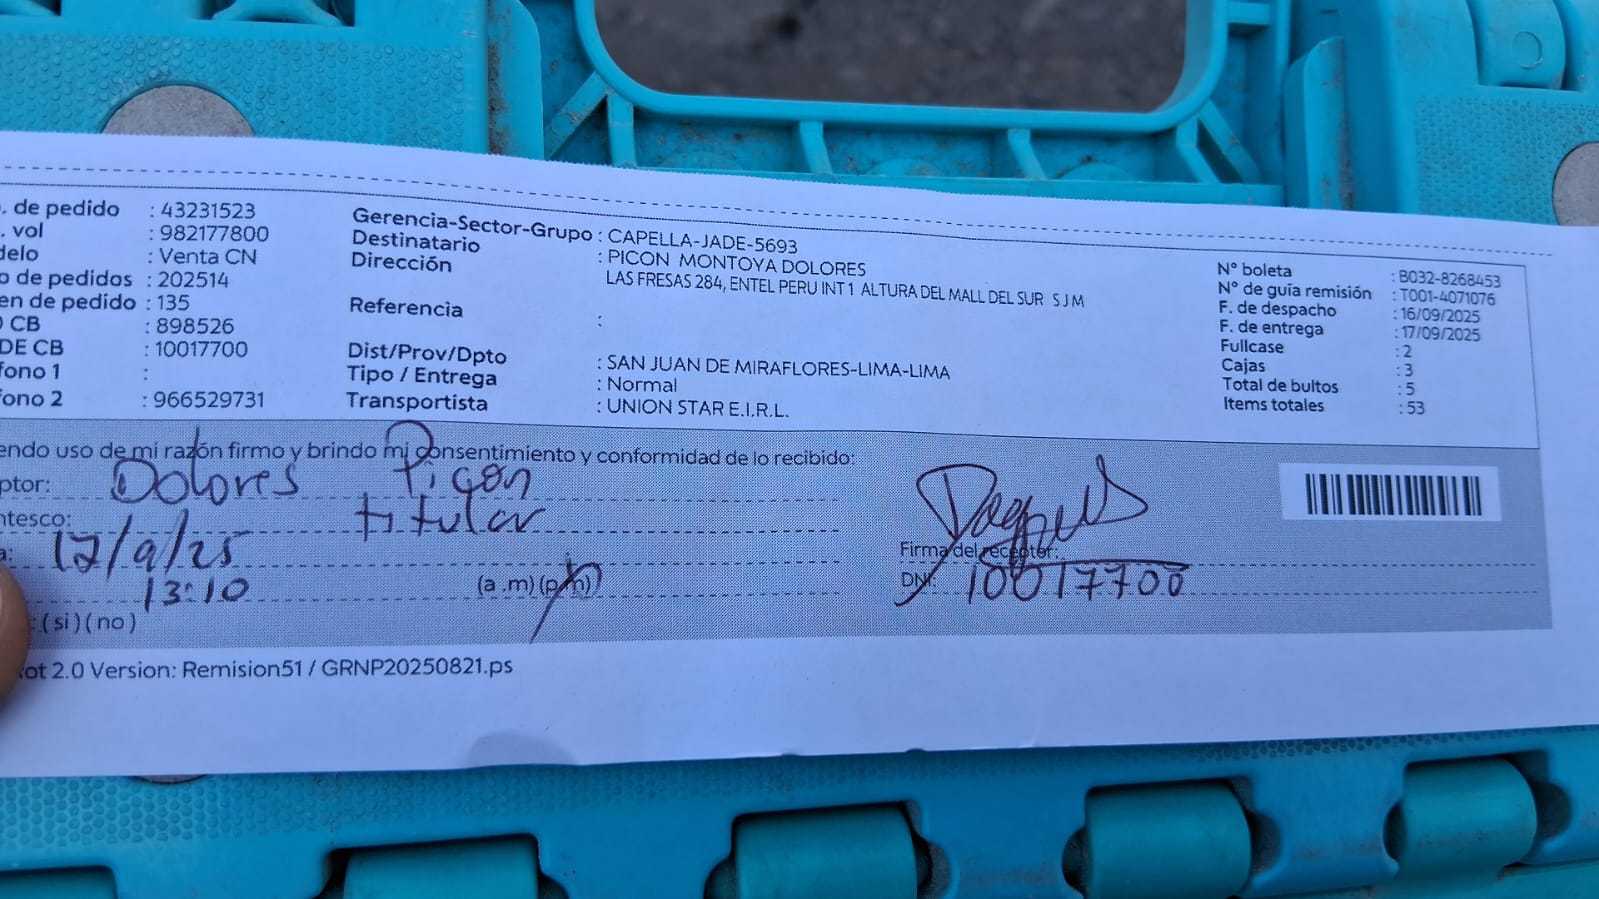 . de pedido : 43231523
. vol : 982177800
delo : Venta CN
o de pedidos : 202514
en de pedido : 135
O CB : 898526
DE CB : 10017700
fono 1 :
fono 2 : 966529731
Gerencia-Sector-Grupo : CAPELLA-JADE-5693
Destinatario : PICON MONTOYA DOLORES
Dirección LAS FRESAS 284, ENTEL PERU INT 1 ALTURA DEL MALL DEL SUR S J M
Referencia :
Dist/Prov/Dpto : SAN JUAN DE MIRAFLORES-LIMA-LIMA
Tipo / Entrega : Normal
Transportista : UNION STAR E.I.R.L.
N° boleta : B032-8268453
N° de guía remisión : T001-4071076
F. de despacho : 16/09/2025
F. de entrega : 17/09/2025
Fullcase : 2
Cajas : 3
Total de bultos : 5
Items totales : 53
endo uso de mi razón firmo y brindo mi consentimiento y conformidad de lo recibido:
ptor: Dolores Picon
ntesco: titular
a: 17/9/25
13:10 (a .m) (p.m)
: ( si ) ( no )
Firma del receptor:
DNI: 10017700
ot 2.0 Version: Remision51 / GRNP20250821.ps